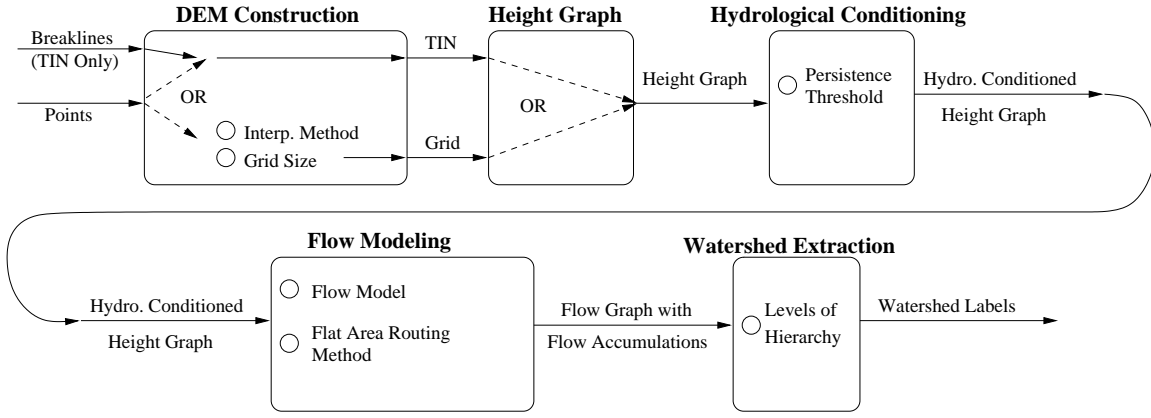 DEM Construction
Height Graph
Hydrological Conditioning
Breaklines
(TIN Only)
Points
OR
Interp. Method
Grid Size
TIN
Grid
OR
Height Graph
Persistence
Threshold
Hydro. Conditioned
Height Graph
Flow Modeling
Watershed Extraction
Hydro. Conditioned
Height Graph
Flow Model
Flat Area Routing
Method
Flow Graph with
Flow Accumulations
Levels of
Hierarchy
Watershed Labels